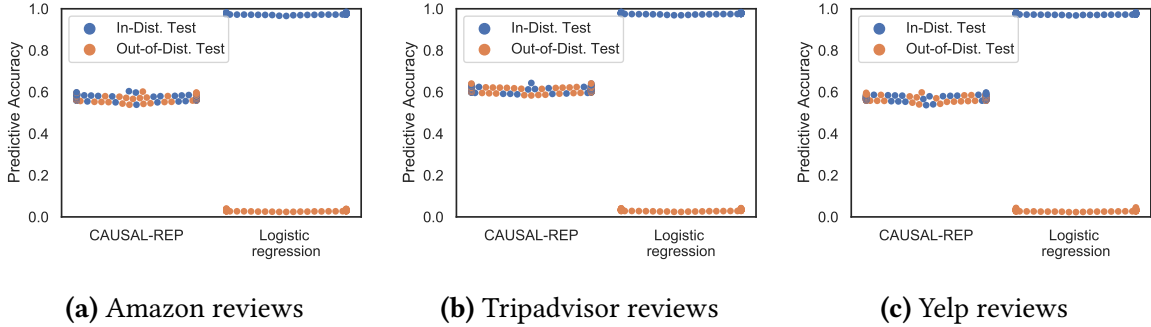 Predictive Accuracy
1.0
0.8
0.6
0.4
0.2
0.0
In-Dist. Test
Out-of-Dist. Test
CAUSAL-REP
Logistic
regression
(a) Amazon reviews
Predictive Accuracy
1.0
0.8
0.6
0.4
0.2
0.0
In-Dist. Test
Out-of-Dist. Test
CAUSAL-REP
Logistic
regression
(b) Tripadvisor reviews
Predictive Accuracy
1.0
0.8
0.6
0.4
0.2
0.0
In-Dist. Test
Out-of-Dist. Test
CAUSAL-REP
Logistic
regression
(c) Yelp reviews